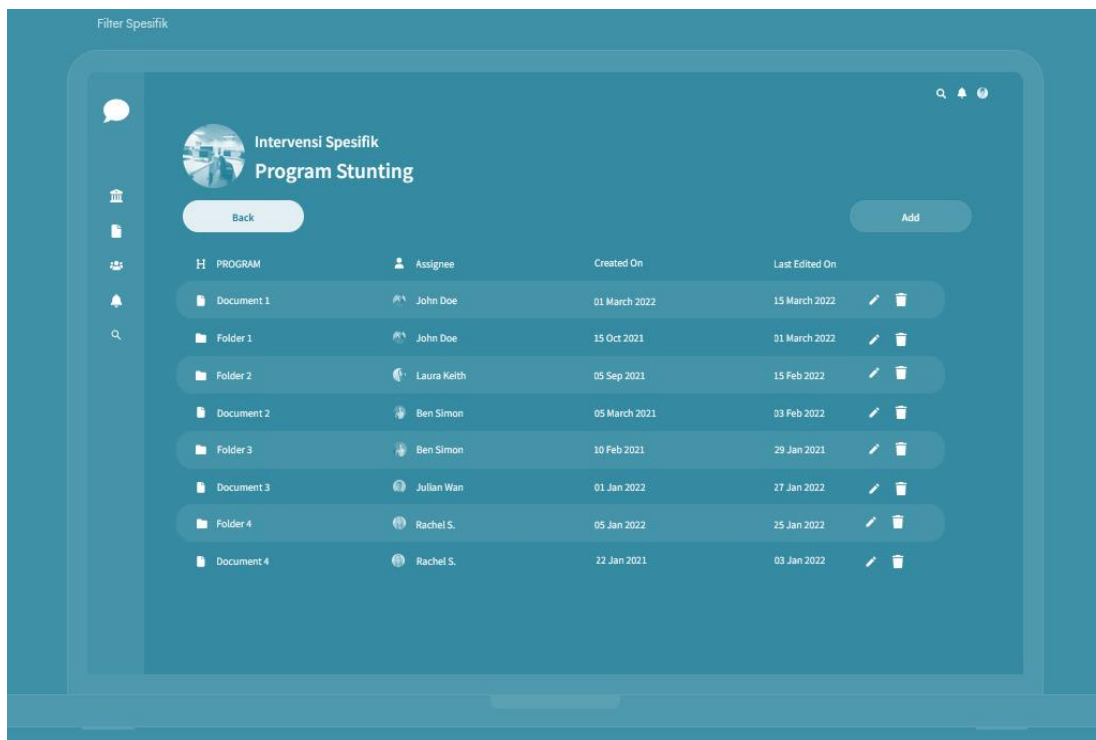 Filter Spesifik
Intervensi Spesifik
Program Stunting
Back Add
PROGRAM Assignee Created On Last Edited On
Document 1 John Doe 01 March 2022 15 March 2022
Folder 1 John Doe 15 Oct 2021 01 March 2022
Folder 2 Laura Keith 05 Sep 2021 15 Feb 2022
Document 2 Ben Simon 05 March 2021 03 Feb 2022
Folder 3 Ben Simon 10 Feb 2021 29 Jan 2021
Document 3 Julian Wan 01 Jan 2022 27 Jan 2022
Folder 4 Rachel S. 05 Jan 2022 25 Jan 2022
Document 4 Rachel S. 22 Jan 2021 03 Jan 2022